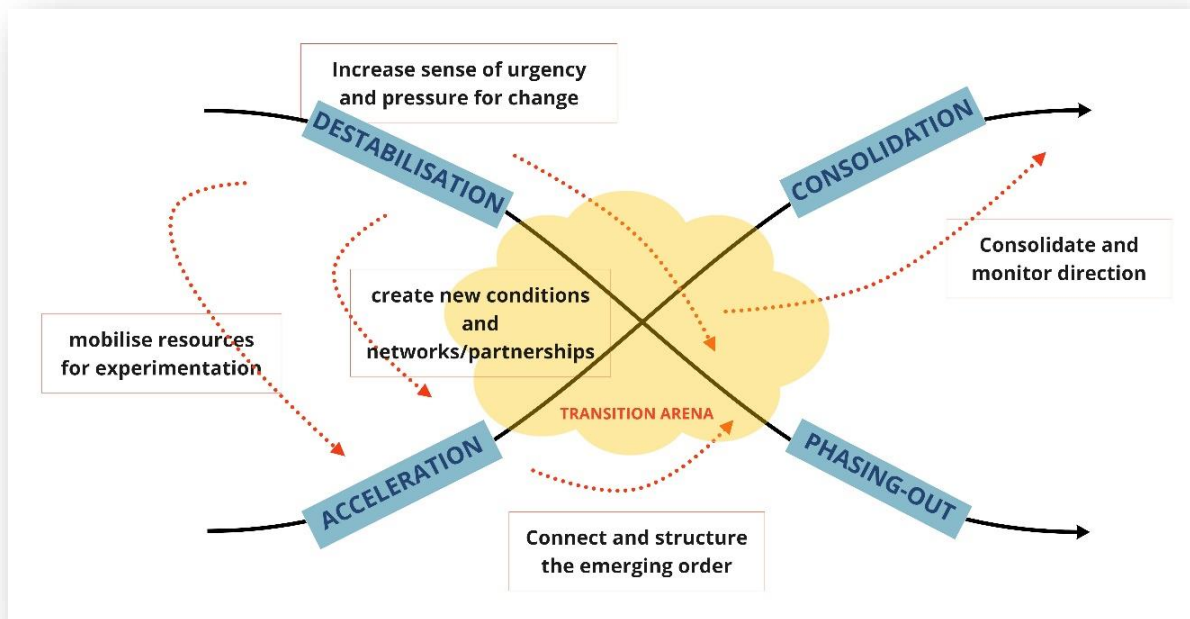 Increase sense of urgency
and pressure for change
DESTABILISATION
CONSOLIDATION
Consolidate and
monitor direction
create new conditions
and
networks/partnerships
mobilise resources
for experimentation
TRANSITION ARENA
ACCELERATION
PHASING-OUT
Connect and structure
the emerging order